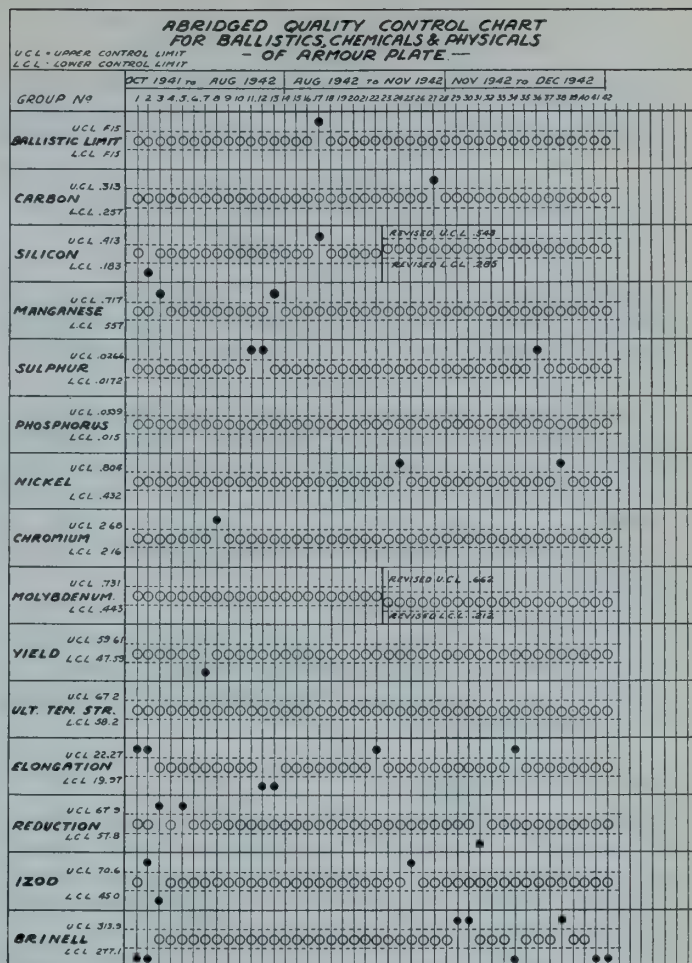 ABRIDGED QUALITY CONTROL CHART
FOR BALLISTICS, CHEMICALS & PHYSICALS
- OF ARMOUR PLATE. -
UCL = UPPER CONTROL LIMIT
LCL - LOWER CONTROL LIMIT
OCT 1941 to AUG 1942 AUG 1942 to NOV 1942 NOV 1942 to DEC 1942
GROUP Nº 1 2 3 4 5 6 7 8 9 10 11 12 13 14 15 16 17 18 19 20 21 22 23 24 25 26 27 28 29 30 31 32 33 34 35 36 37 38 39 40 41 42
UCL F15
BALLISTIC LIMIT
LCL F15
UCL .313
CARBON
LCL .257
UCL .413
SILICON
LCL .183
REVISED U.C.L .543
REVISED L.C.L .285
UCL .717
MANGANESE
LCL 557
UCL .0266
SULPHUR
LCL .0172
UCL .0339
PHOSPHORUS
LCL .015
UCL .804
NICKEL
LCL .432
UCL 268
CHROMIUM
LCL 216
UCL .731
MOLYBDENUM.
LCL .443
REVISED U.C.L .662
REVISED L.C.L .212
UCL 59 61
YIELD
LCL 47.59
UCL 67.2
ULT. TEN. STR.
LCL 58.2
UCL 22.27
ELONGATION
LCL 19.97
UCL 67 9
REDUCTION
LCL 57.8
UCL 70.6
IZOD
LCL 45 0
UCL 313.9
BRINELL
LCL 277.1